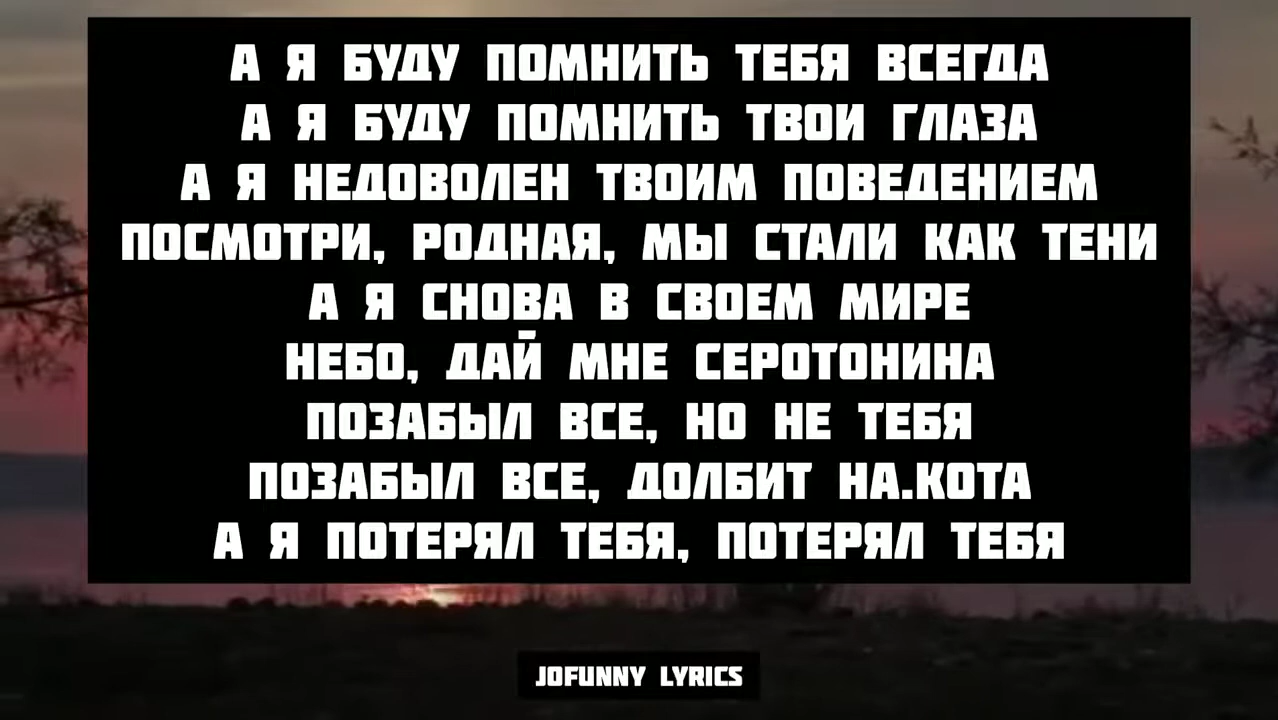 А Я БУДУ ПОМНИТЬ ТЕБЯ ВСЕГДА
А Я БУДУ ПОМНИТЬ ТВОИ ГЛАЗА
А Я НЕДОВОЛЕН ТВОИМ ПОВЕДЕНИЕМ
ПОСМОТРИ, РОДНАЯ, МЫ СТАЛИ КАК ТЕНИ
А Я СНОВА В СВОЕМ МИРЕ
НЕБО, ДАЙ МНЕ СЕРОТОНИНА
ПОЗАБЫЛ ВСЕ, НО НЕ ТЕБЯ
ПОЗАБЫЛ ВСЕ, ДОЛБИТ НА.КОТА
А Я ПОТЕРЯЛ ТЕБЯ, ПОТЕРЯЛ ТЕБЯ
JOFUNNY LYRICS